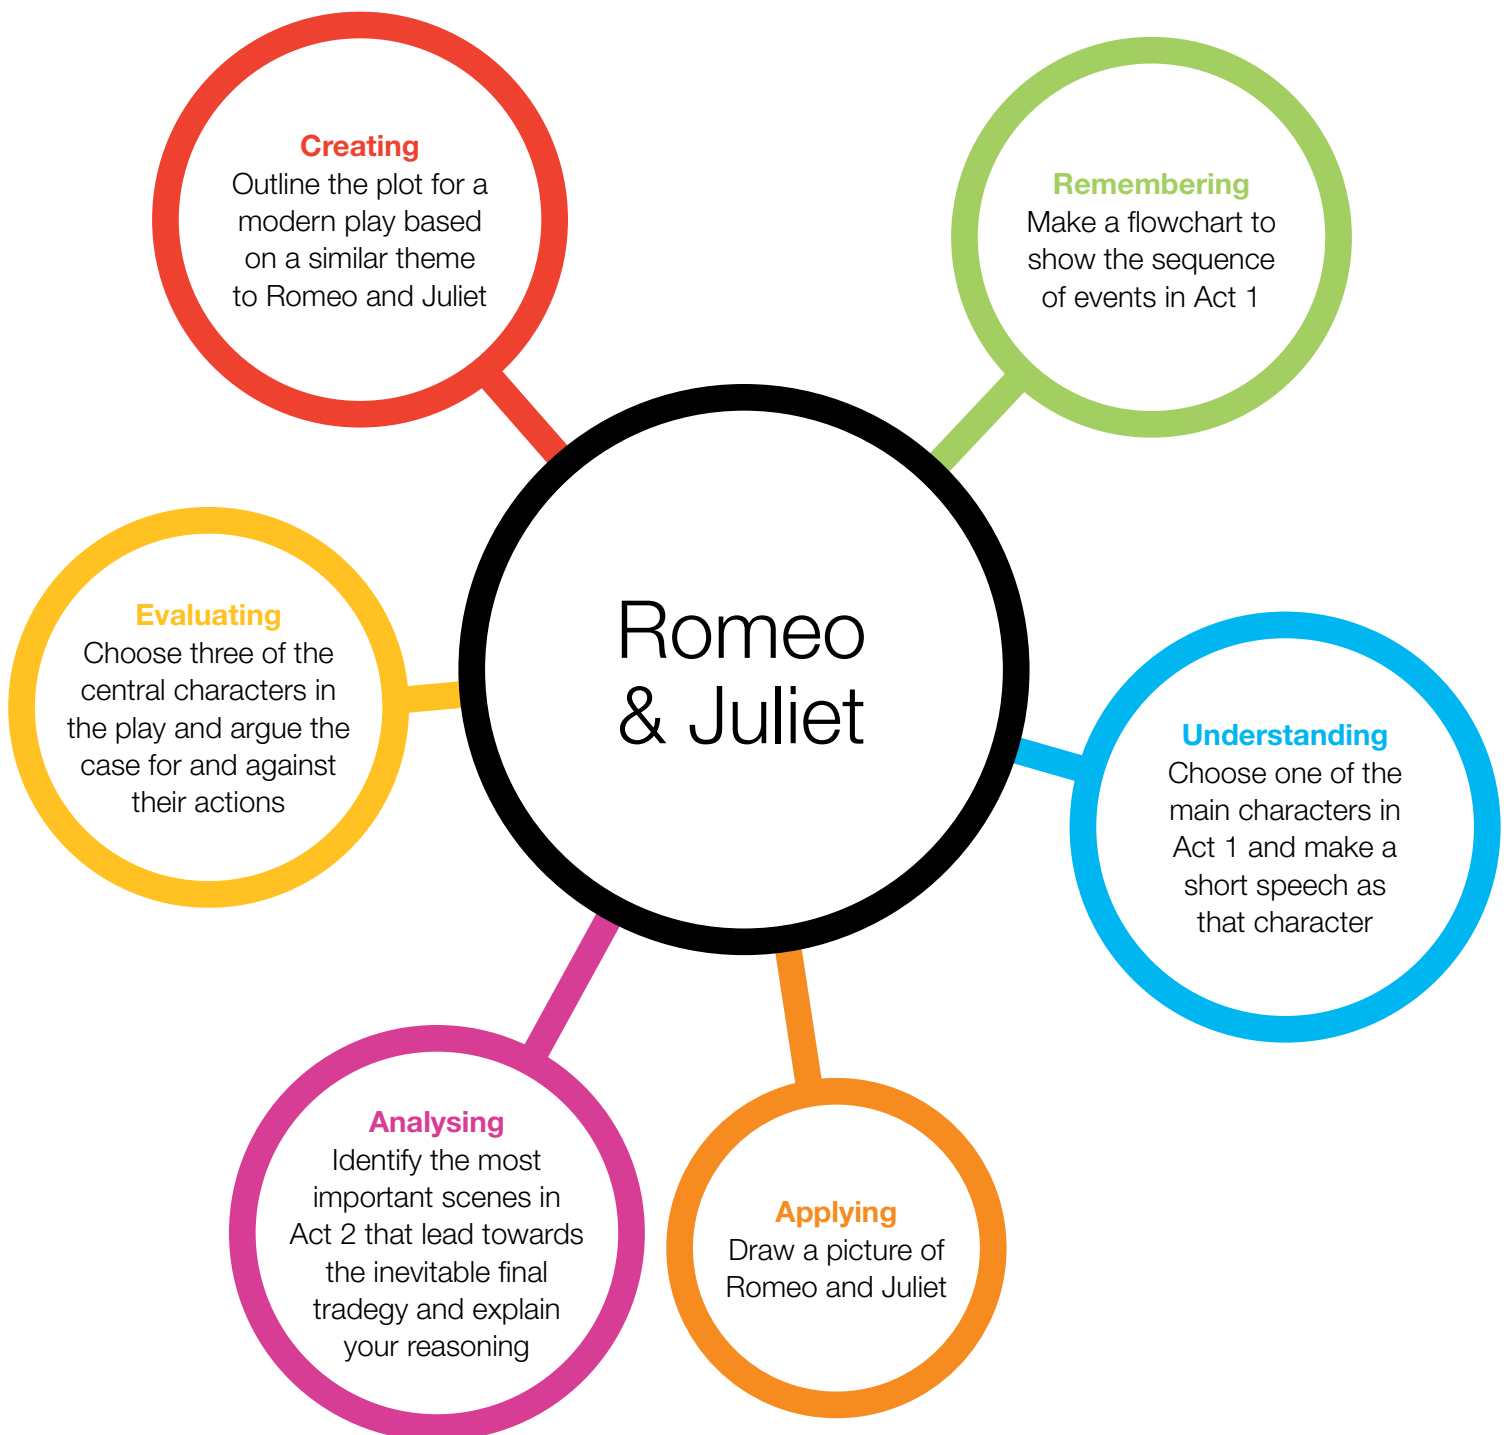 Creating
Outline the plot for a
modern play based
on a similar theme
to Romeo and Juliet
Remembering
Make a flowchart to
show the sequence
of events in Act 1
Romeo
& Juliet
Evaluating
Choose three of the
central characters in
the play and argue the
case for and against
their actions
Understanding
Choose one of the
main characters in
Act 1 and make a
short speech as
that character
Analysing
Identify the most
important scenes in
Act 2 that lead towards
the inevitable final
tradegy and explain
your reasoning
Applying
Draw a picture of
Romeo and Juliet